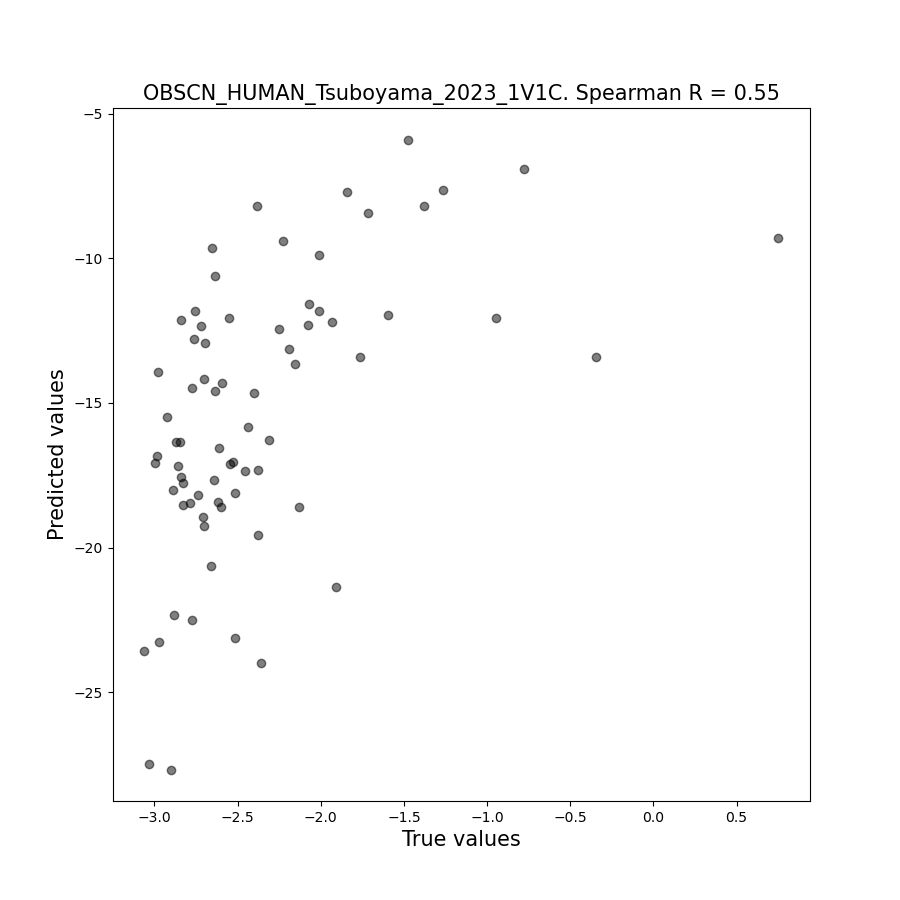 OBSCN_HUMAN_Tsuboyama_2023_1V1C. Spearman R = 0.55
−5
−10
−15
−20
−25
Predicted values
−3.0 −2.5 −2.0 −1.5 −1.0 −0.5 0.0 0.5
True values